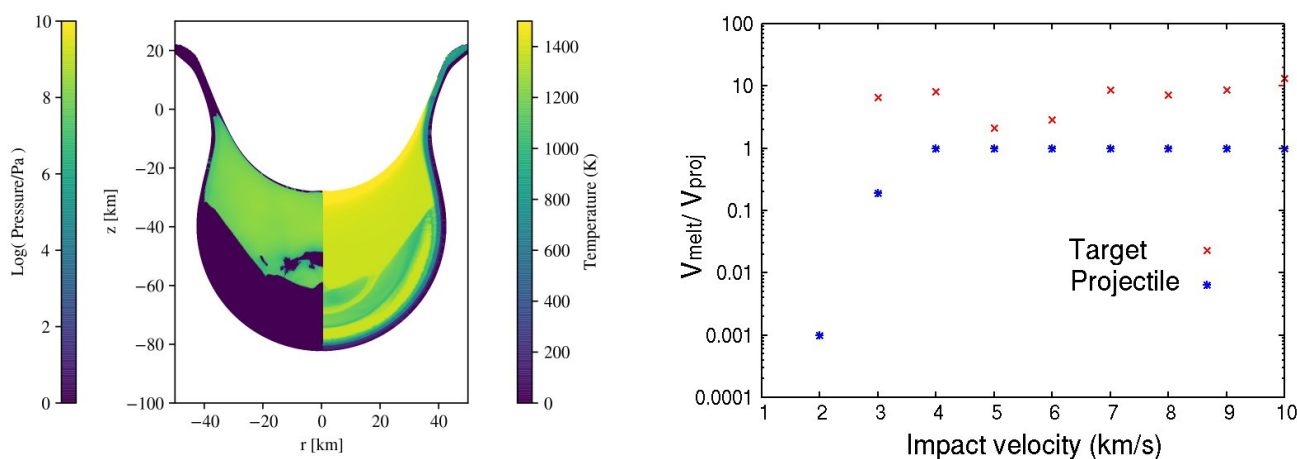 Log( Pressure/Pa )
10
8
6
4
2
0
z [km]
20
0
−20
−40
−60
−80
−100
−40 −20 0 20 40
r [km]
Temperature (K)
1400
1200
1000
800
600
400
200
0
Vmelt/ Vproj
100
10
1
0.1
0.01
0.001
0.0001
Target
Projectile
1 2 3 4 5 6 7 8 9 10
Impact velocity (km/s)